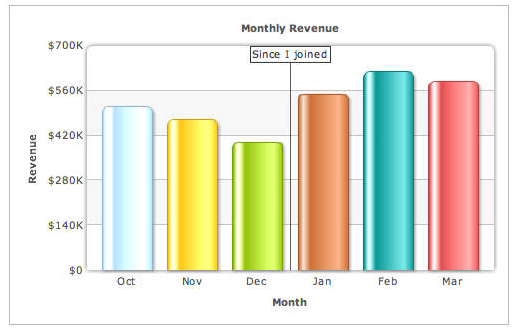 Monthly Revenue
Since I joined
$700K
$560K
$420K
$280K
$140K
$0
Revenue
Oct Nov Dec Jan Feb Mar
Month